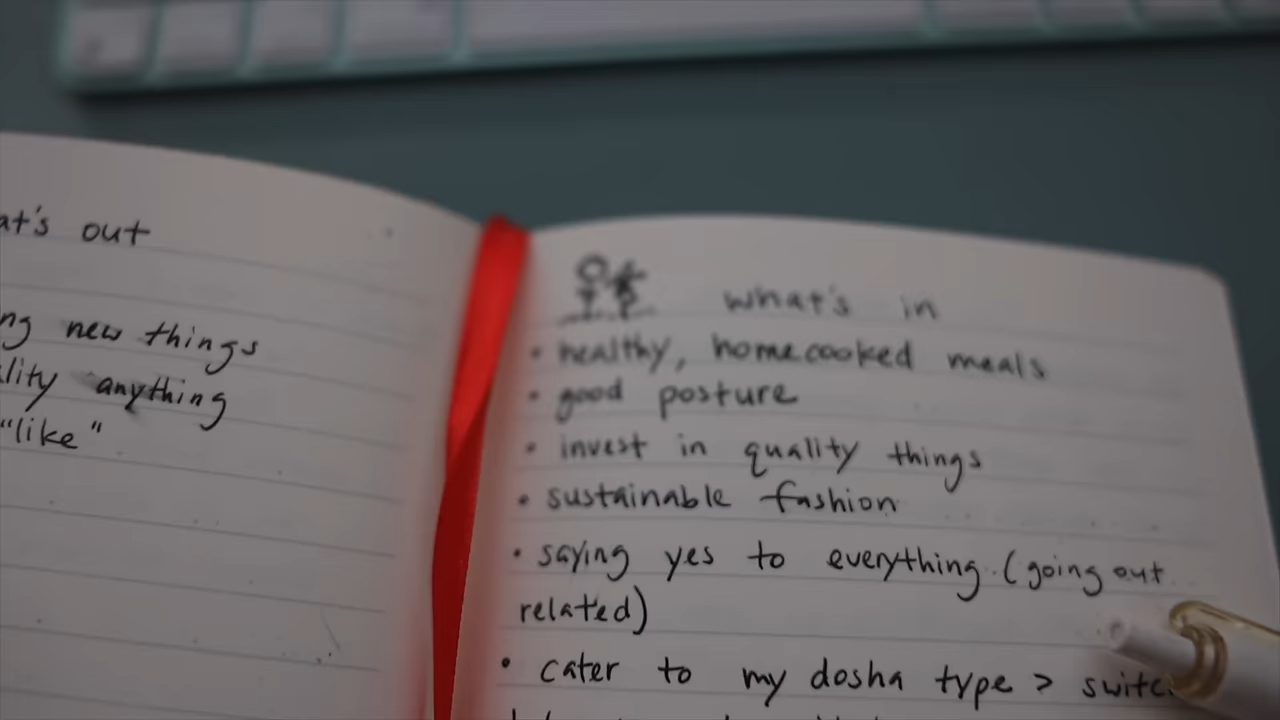 at's out
ng new things
lity anything
"like"
what's in
• healthy, homecooked meals
• good posture
• invest in quality things
• sustainable fashion
• saying yes to everything (going out
related)
• cater to my dosha type > switc